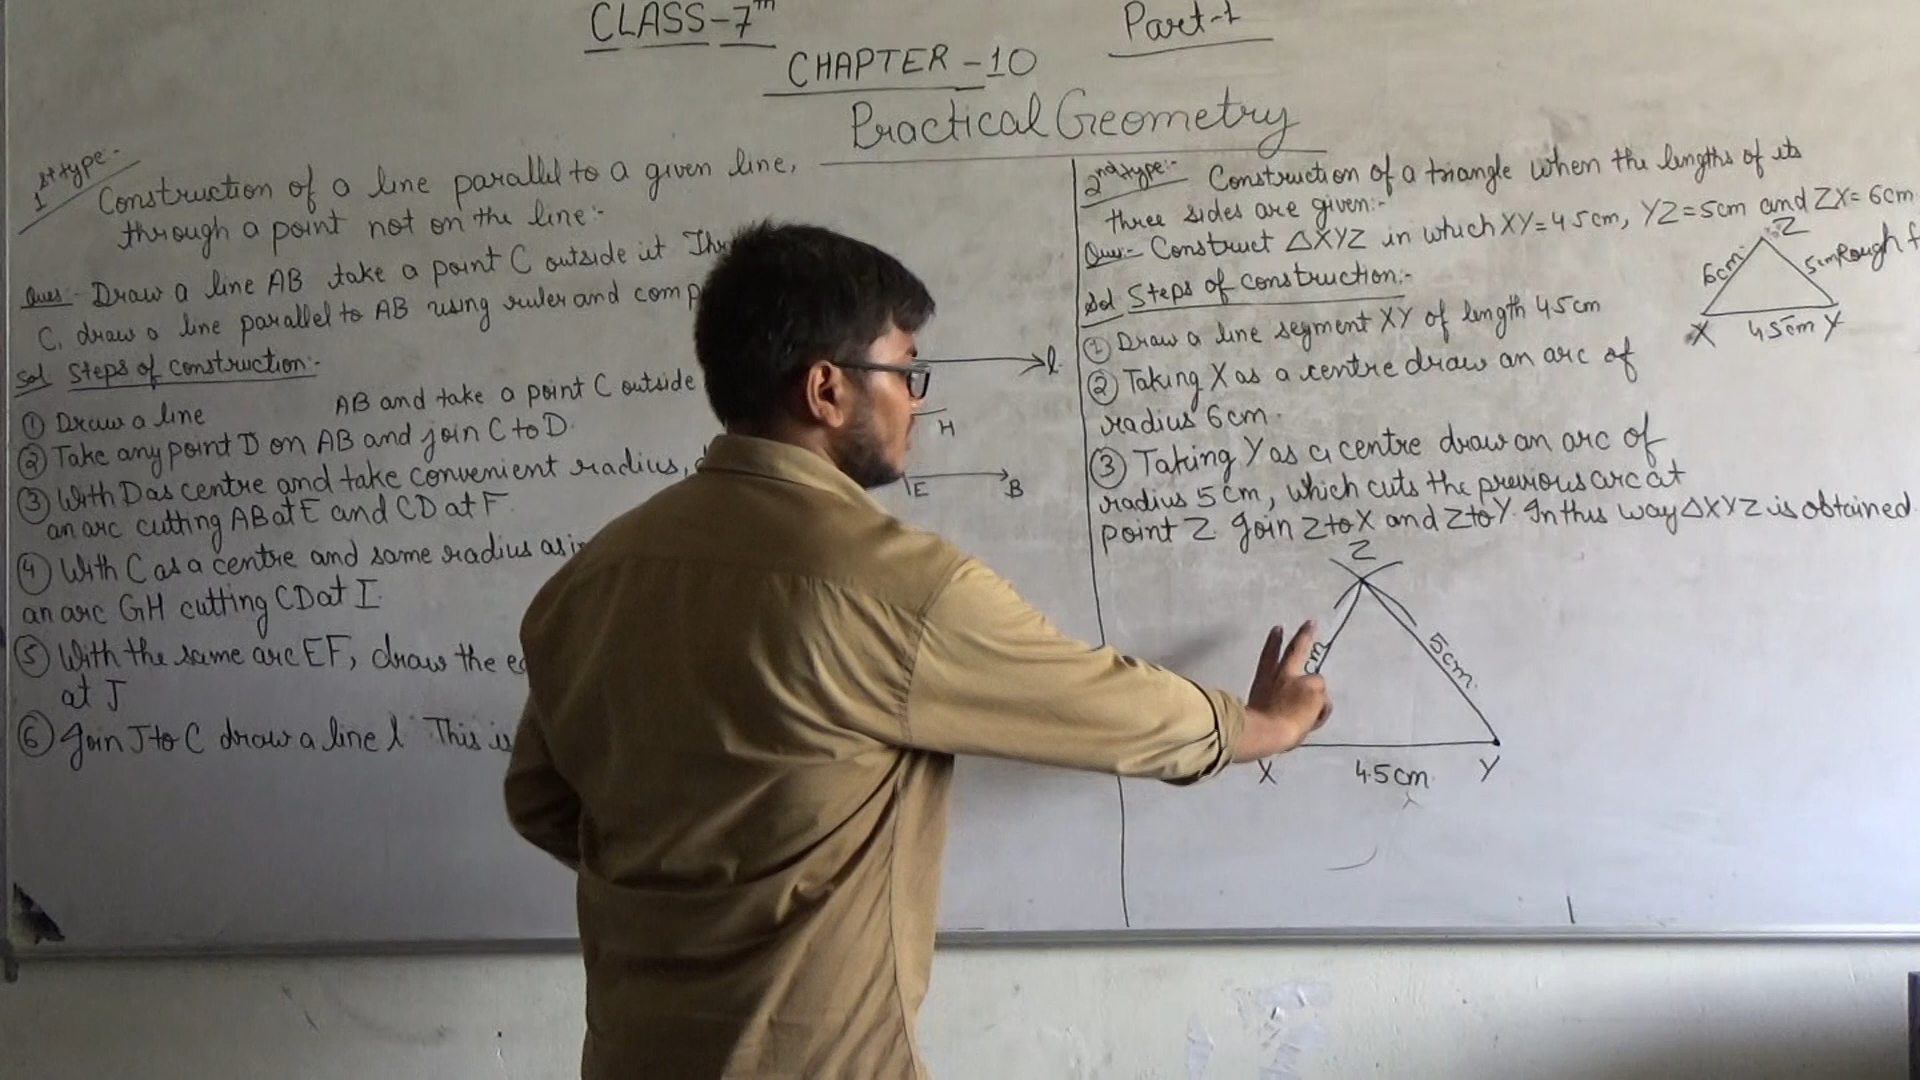 CLASS-7th
Part-1
CHAPTER-10
Practical Geometry
1st type:-
Construction of a line parallel to a given line,
through a point not on the line:-
Ques:- Draw a line AB take a point C outside it
C, draw a line parallel to AB using ruler and comp
Sol Steps of construction:-
① Draw a line AB and take a point C outside
② Take any point D on AB and join C to D.
③ With D as centre and take convenient radius,
an arc cutting AB at E and CD at F.
④ With C as a centre and same radius as in
an arc GH cutting CD at I.
⑤ With the same arc EF, draw the
at J
⑥ Join J to C draw a line l This is
l
H
E
B
2nd type:- Construction of a triangle when the lengths of its
three sides are given:-
Ques:- Construct △XYZ in which XY=4.5cm, YZ=5cm and ZX=6cm
Sol Steps of construction:-
① Draw a line segment XY of length 4.5cm
② Taking X as a centre draw an arc of
radius 6cm.
③ Taking Y as a centre draw an arc of
radius 5cm, which cuts the previous arc at
point Z. Join Z to X and Z to Y. In this way △XYZ is obtained.
Z
6cm
5cm Rough
X 4.5cm Y
Z
cm
5cm
X 4.5cm Y